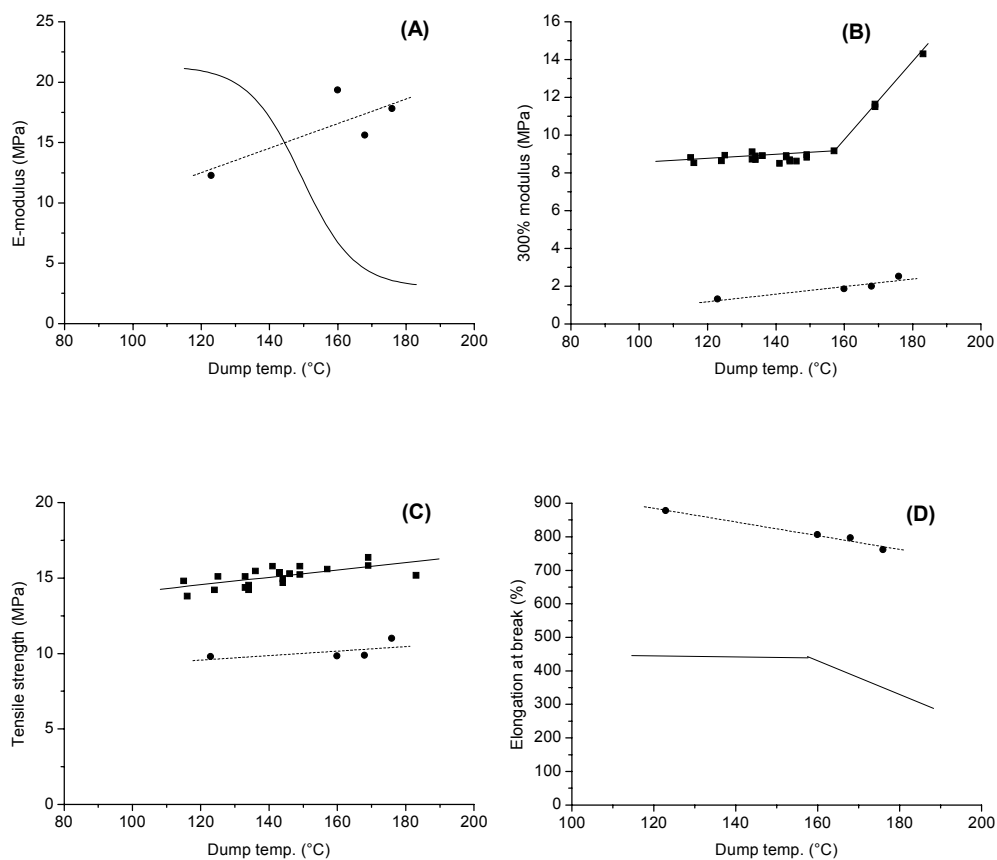 (A)
E-modulus (MPa)
25
20
15
10
5
0
80 100 120 140 160 180 200
Dump temp. (°C)
(B)
300% modulus (MPa)
16
14
12
10
8
6
4
2
0
80 100 120 140 160 180 200
Dump temp. (°C)
(C)
Tensile strength (MPa)
20
15
10
5
0
80 100 120 140 160 180 200
Dump temp. (°C)
(D)
Elongation at break (%)
900
800
700
600
500
400
300
200
100
0
100 120 140 160 180 200
Dump temp. (°C)